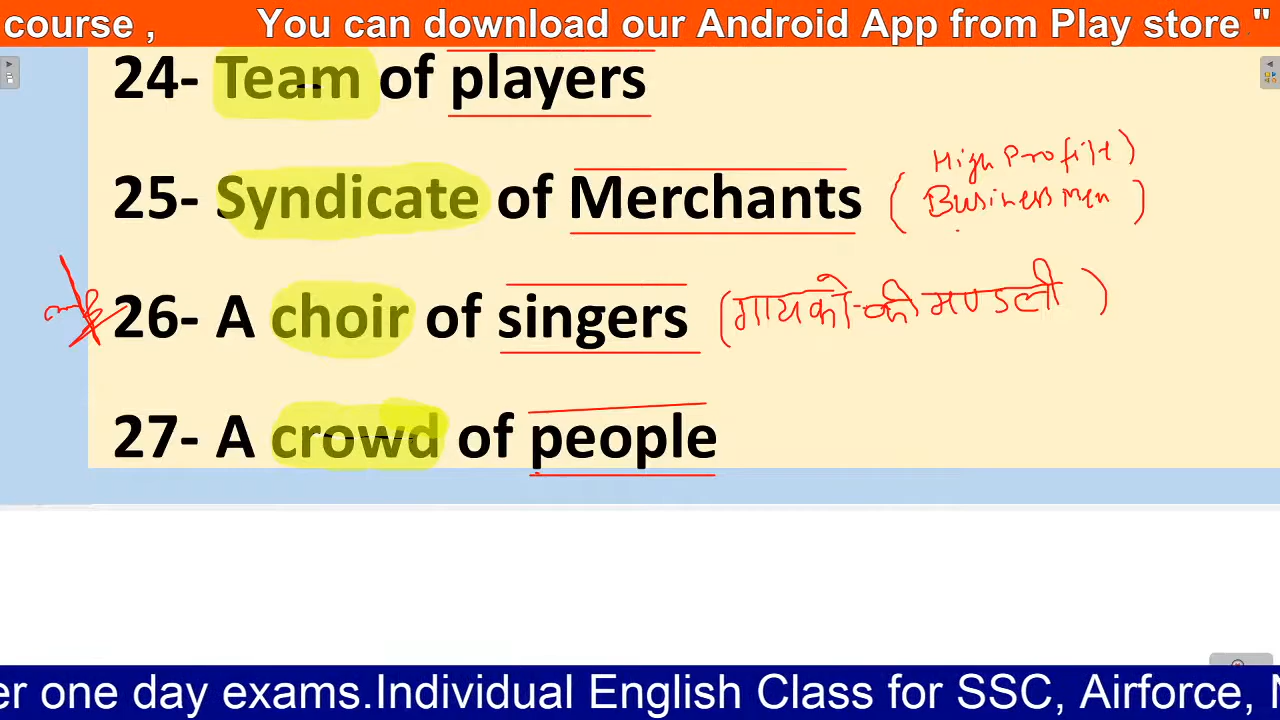 course , You can download our Android App from Play store "
24- Team of players
25- Syndicate of Merchants (High Profile Businessmen)
26- A choir of singers (गायको की मण्डली)
27- A crowd of people
er one day exams.Individual English Class for SSC, Airforce, N